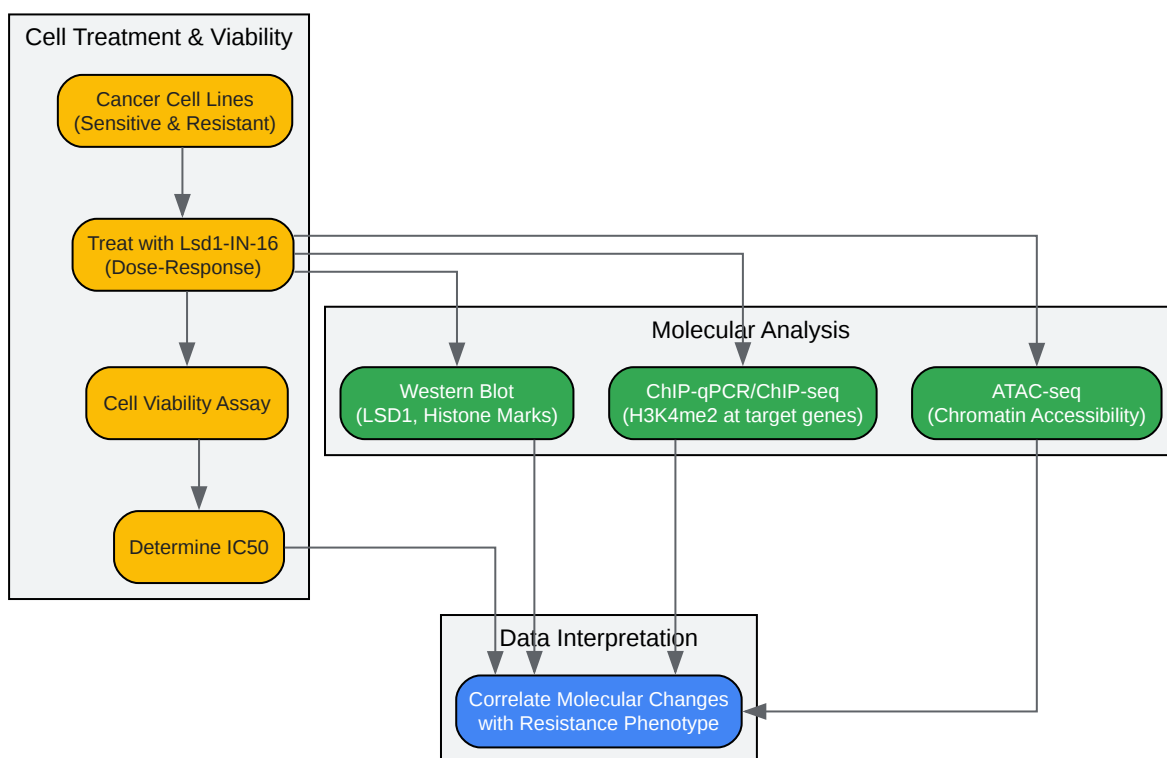 Cell Treatment & Viability
Cancer Cell Lines
(Sensitive & Resistant)
Treat with Lsd1-IN-16
(Dose-Response)
Cell Viability Assay
Determine IC50
Molecular Analysis
Western Blot
(LSD1, Histone Marks)
ChIP-qPCR/ChIP-seq
(H3K4me2 at target genes)
ATAC-seq
(Chromatin Accessibility)
Data Interpretation
Correlate Molecular Changes
with Resistance Phenotype